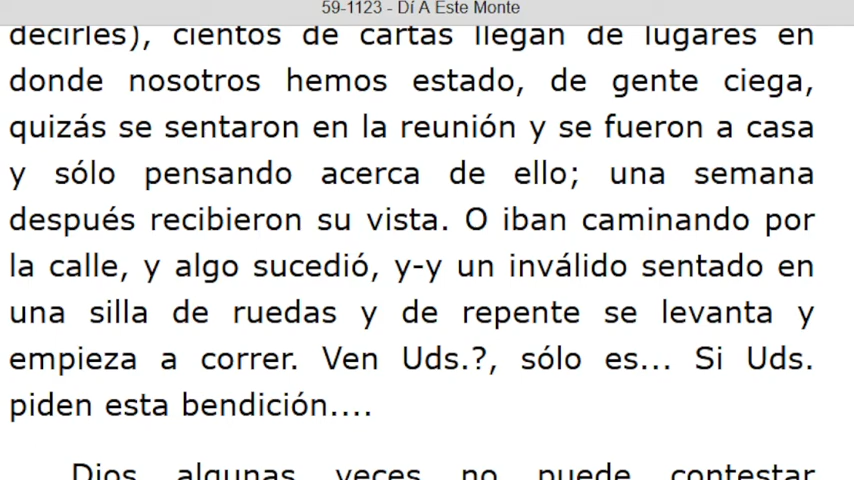 59-1123 - Dí A Este Monte
decirles), cientos de cartas llegan de lugares en
donde nosotros hemos estado, de gente ciega,
quizás se sentaron en la reunión y se fueron a casa
y sólo pensando acerca de ello; una semana
después recibieron su vista. O iban caminando por
la calle, y algo sucedió, y-y un inválido sentado en
una silla de ruedas y de repente se levanta y
empieza a correr. Ven Uds.?, sólo es... Si Uds.
piden esta bendición....
Dios algunas veces no puede contestar